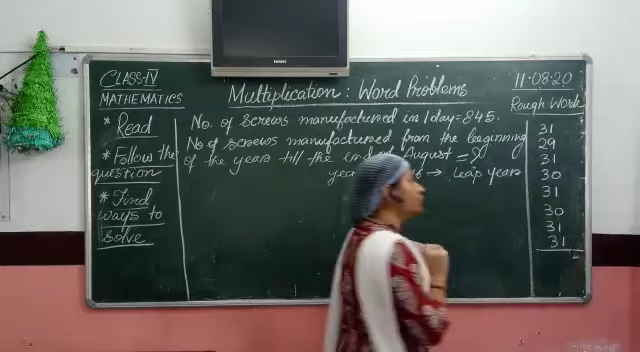 PHILIPS
CLASS-IV
MATHEMATICS
* Read
* Follow the
question
* Find
ways to
solve
Multiplication : Word Problems
No. of screws manufactured in 1 day = 845.
No. of screws manufactured from the beginning
of the year till the end of August = ?
year → leap year
11-08-20
Rough Work
31
29
31
30
31
30
31
31